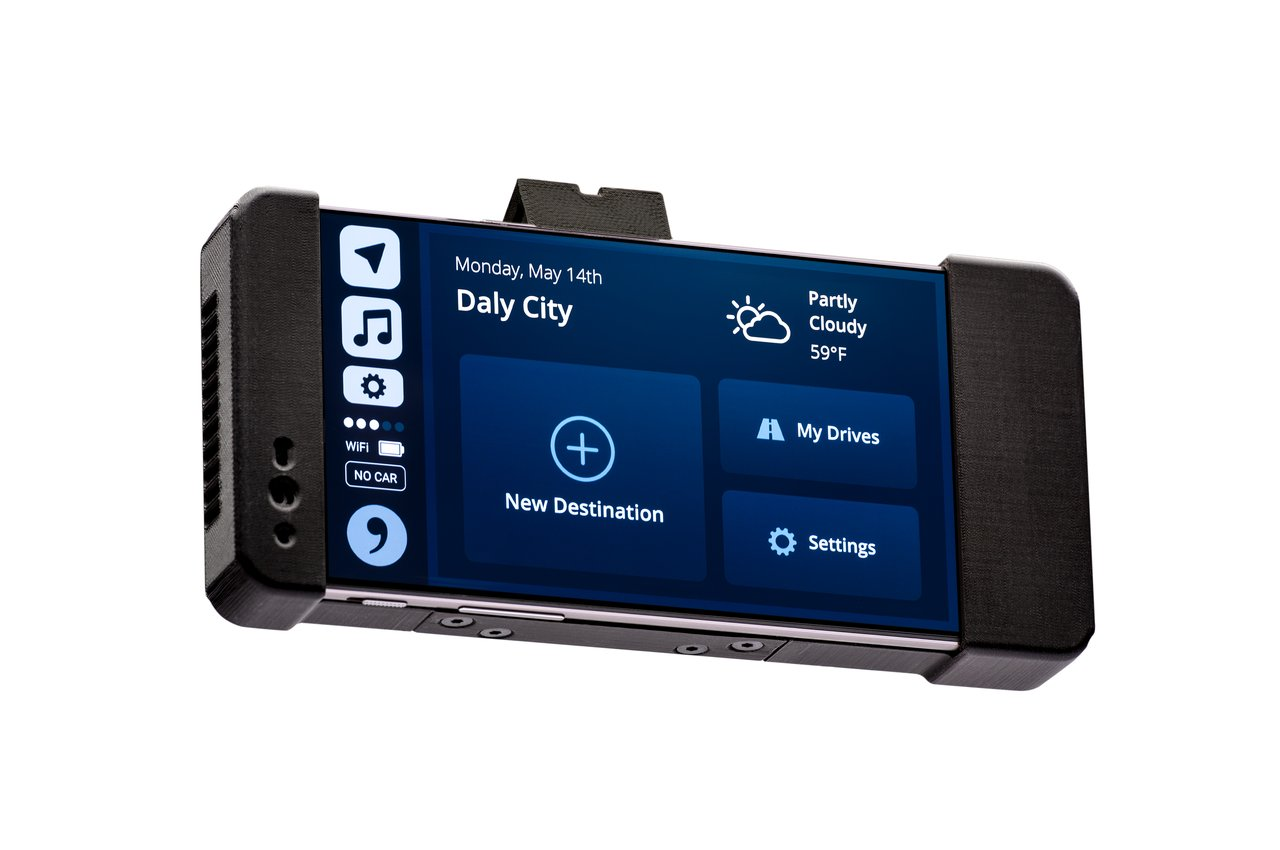 Monday, May 14th
Daly City
Partly
Cloudy
59°F
WiFi
NO CAR
New Destination
My Drives
Settings